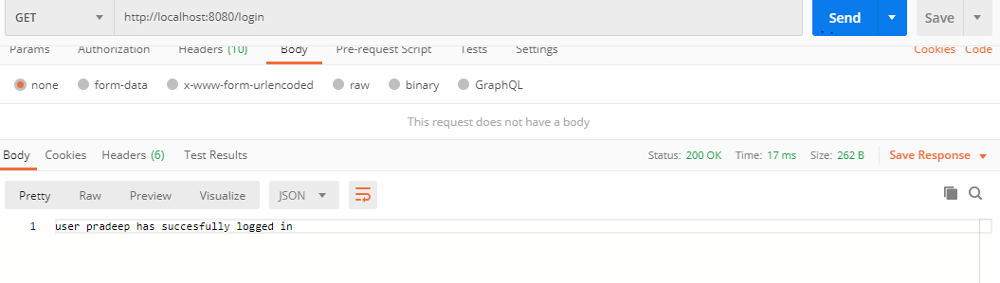 GET http://localhost:8080/login Send Save
Params Authorization Headers (10) Body Pre-request Script Tests Settings Cookies Code
none form-data x-www-form-urlencoded raw binary GraphQL
This request does not have a body
Body Cookies Headers (6) Test Results Status: 200 OK Time: 17 ms Size: 262 B Save Response
Pretty Raw Preview Visualize JSON
1 user pradeep has succesfully logged in